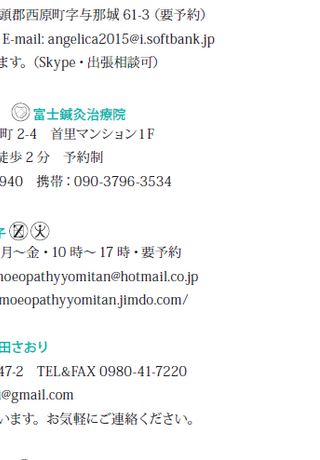 頭郡西原町字与那城 61-3（要予約）
E-mail: angelica2015@i.softbank.jp
ます。（Skype・出張相談可）
富士鍼灸治療院
町 2-4　首里マンション1F
徒歩 2 分　予約制
940　携帯：090-3796-3534
子
月～金・10 時～ 17 時・要予約
moeopathyyomitan@hotmail.co.jp
moeopathyyomitan.jimdo.com/
田さおり
47-2　TEL&FAX 0980-41-7220
@gmail.com
います。お気軽にご連絡ください。